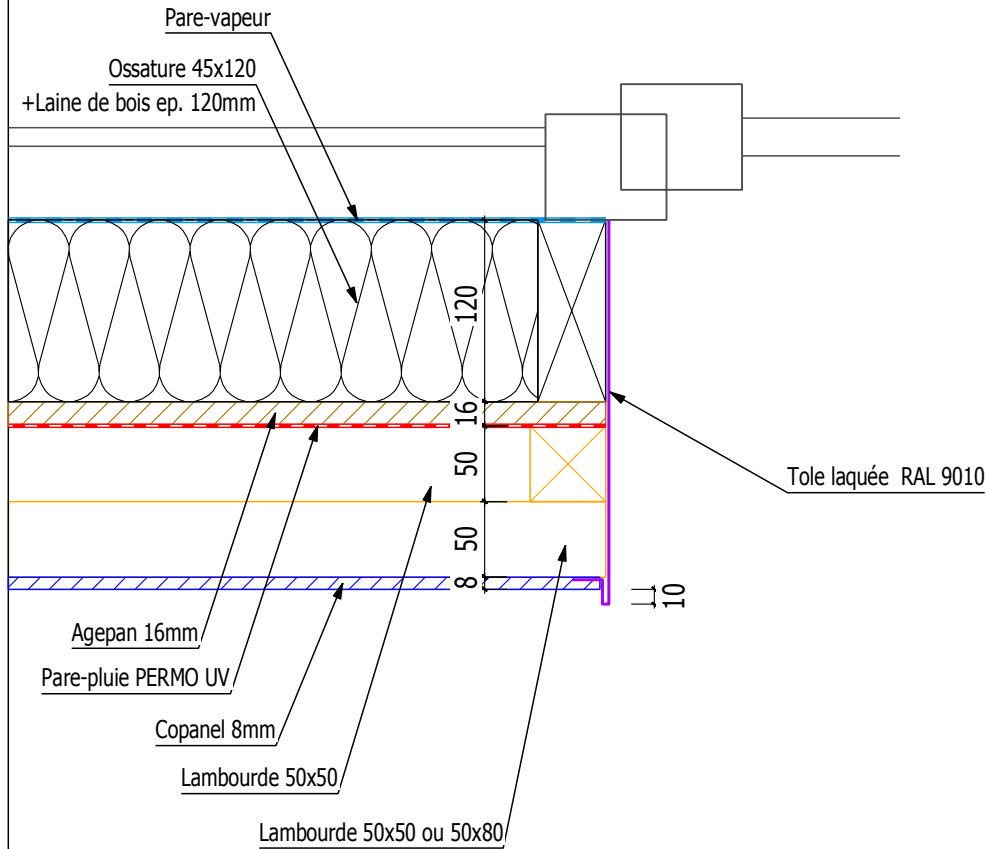 Pare-vapeur
Ossature 45x120
+Laine de bois ep. 120mm
120
16
50
50
8
10
Tole laquée RAL 9010
Agepan 16mm
Pare-pluie PERMO UV
Copanel 8mm
Lambourde 50x50
Lambourde 50x50 ou 50x80